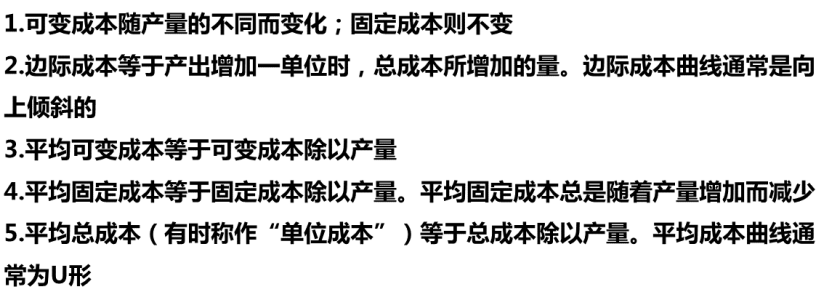 1.可变成本随产量的不同而变化；固定成本则不变
2.边际成本等于产出增加一单位时，总成本所增加的量。边际成本曲线通常是向
上倾斜的
3.平均可变成本等于可变成本除以产量
4.平均固定成本等于固定成本除以产量。平均固定成本总是随着产量增加而减少
5.平均总成本（有时称作“单位成本”）等于总成本除以产量。平均成本曲线通
常为U形